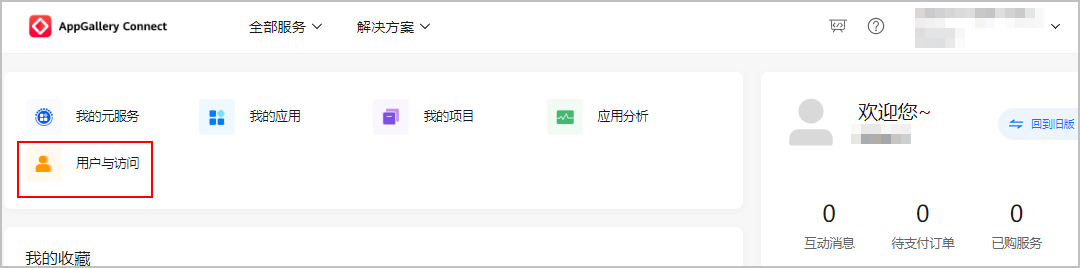 AppGallery Connect 全部服务 解决方案
我的元服务 我的应用 我的项目 应用分析
用户与访问
我的收藏
欢迎您~
回到旧版
0 0 0
互动消息 待支付订单 已购服务